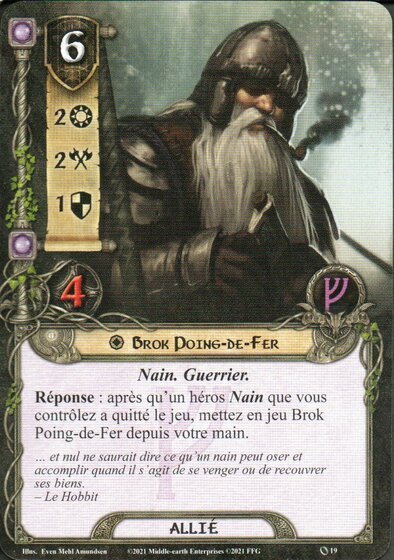 6
2
2
1
4
Brok Poing-de-Fer
Nain. Guerrier.
Réponse : après qu'un héros Nain que vous
contrôlez a quitté le jeu, mettez en jeu Brok
Poing-de-Fer depuis votre main.
… et nul ne saurait dire ce qu'un nain peut oser et
accomplir quand il s'agit de se venger ou de recouvrer
ses biens.
– Le Hobbit
ALLIÉ
Illus. Even Mehl Amundsen ©2021 Middle-earth Enterprises ©2021 FFG 19